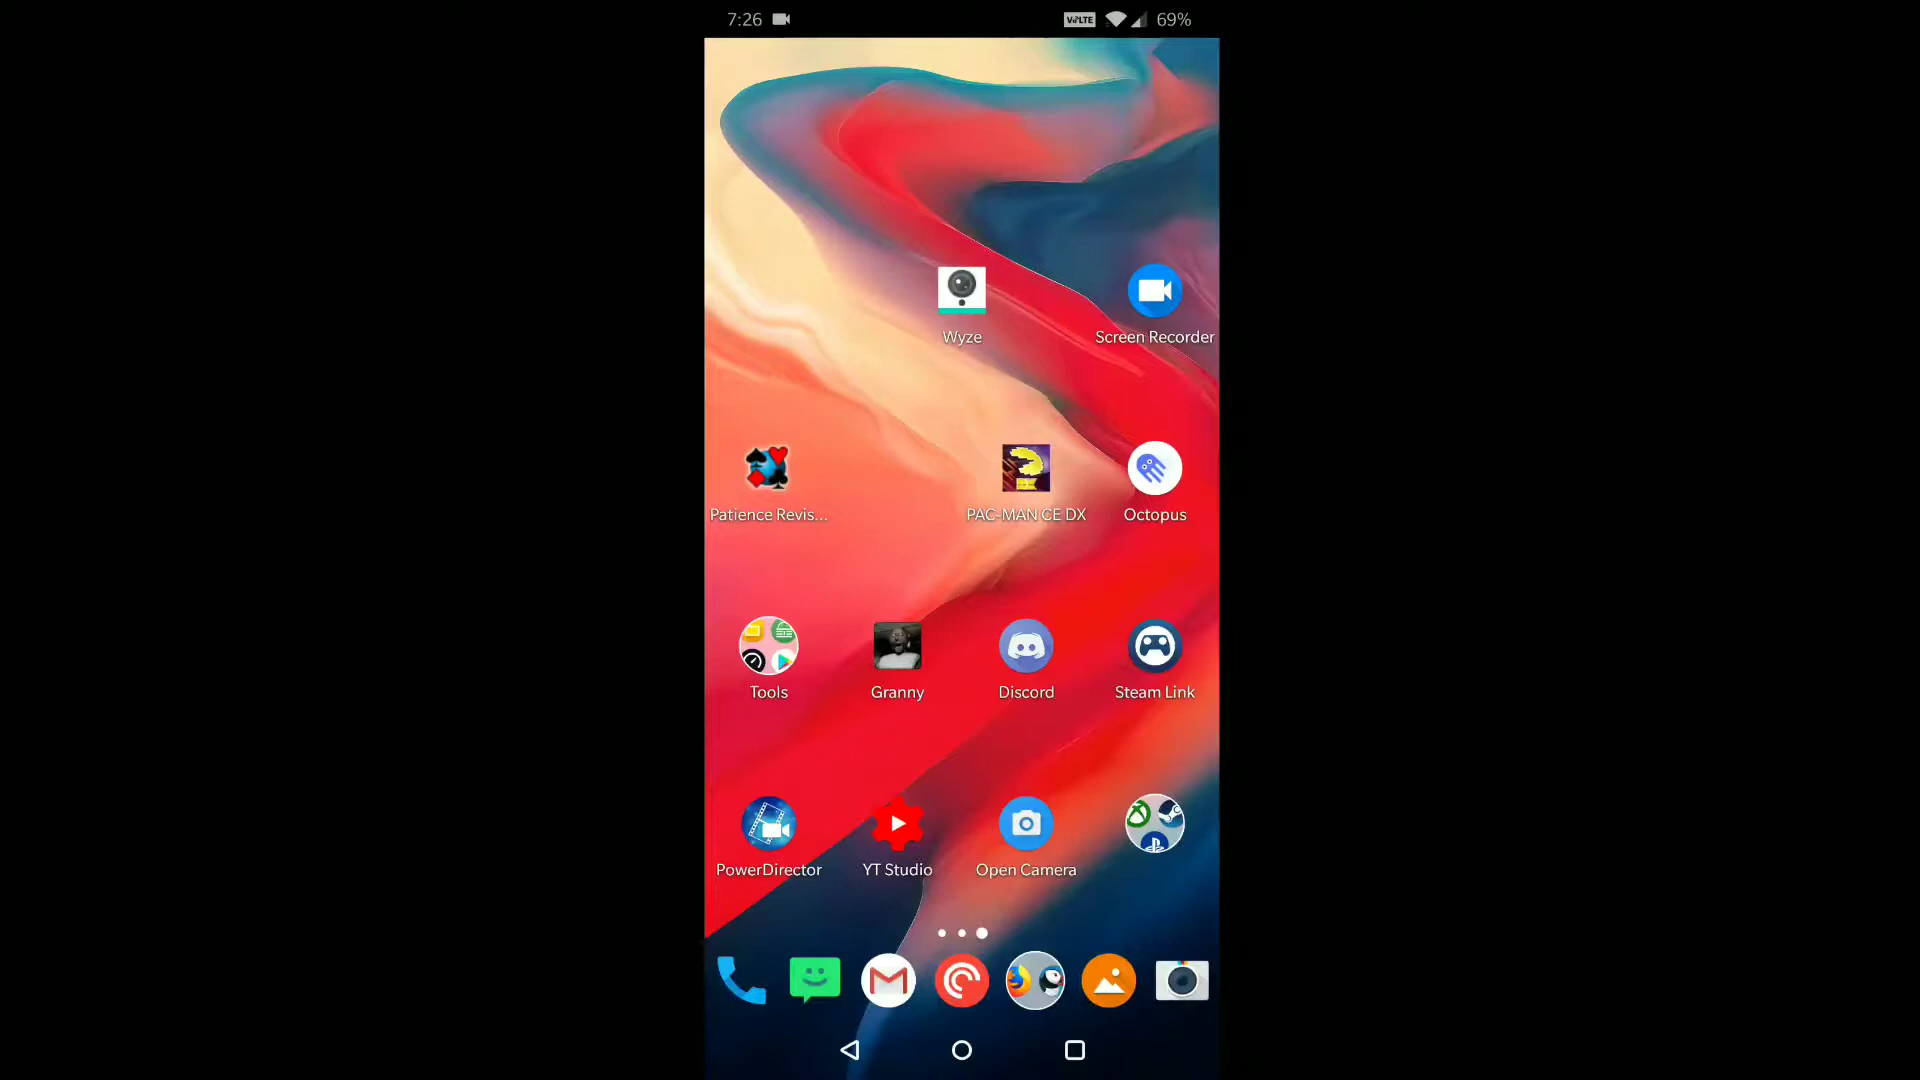 7:26 VoLTE 69%
Wyze Screen Recorder
Patience Revis... PAC-MAN CE DX Octopus
Tools Granny Discord Steam Link
PowerDirector YT Studio Open Camera